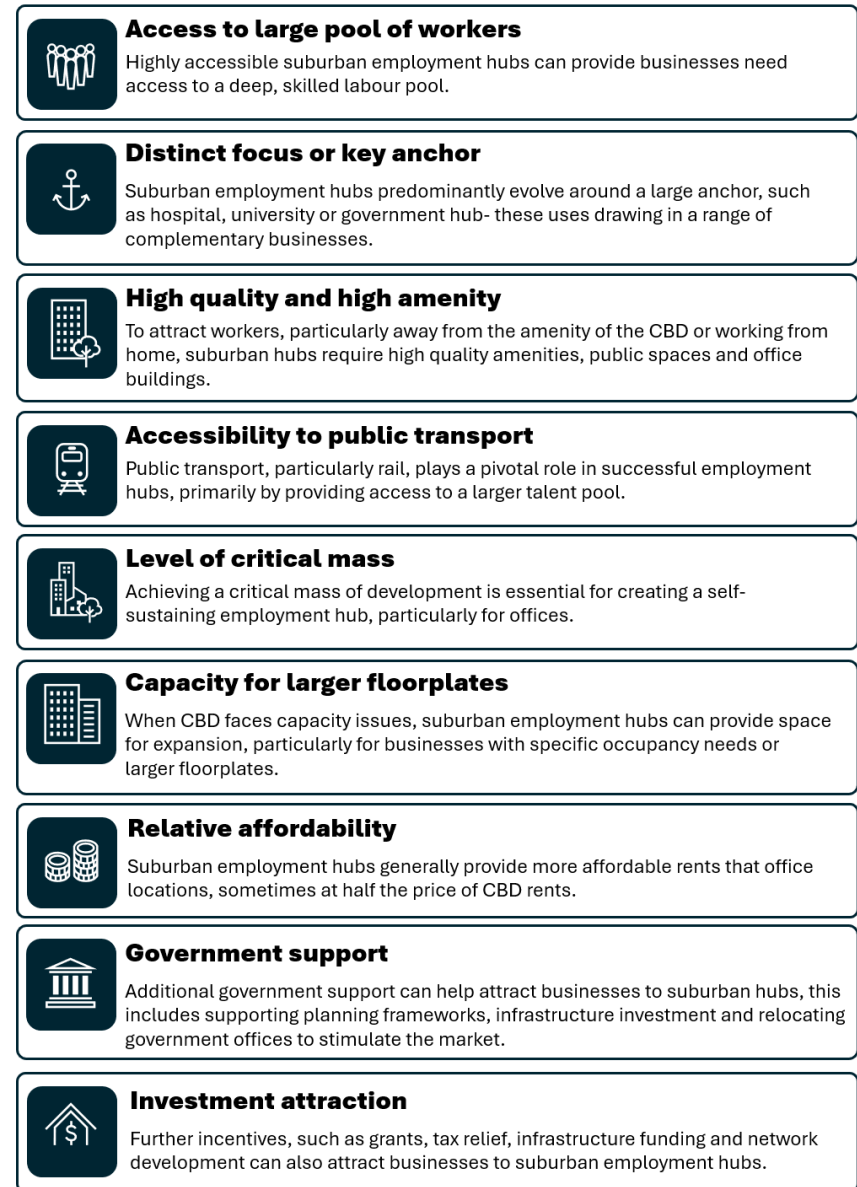 Access to large pool of workers
Highly accessible suburban employment hubs can provide businesses need
access to a deep, skilled labour pool.
Distinct focus or key anchor
Suburban employment hubs predominantly evolve around a large anchor, such
as hospital, university or government hub- these uses drawing in a range of
complementary businesses.
High quality and high amenity
To attract workers, particularly away from the amenity of the CBD or working from
home, suburban hubs require high quality amenities, public spaces and office
buildings.
Accessibility to public transport
Public transport, particularly rail, plays a pivotal role in successful employment
hubs, primarily by providing access to a larger talent pool.
Level of critical mass
Achieving a critical mass of development is essential for creating a self-
sustaining employment hub, particularly for offices.
Capacity for larger floorplates
When CBD faces capacity issues, suburban employment hubs can provide space
for expansion, particularly for businesses with specific occupancy needs or
larger floorplates.
Relative affordability
Suburban employment hubs generally provide more affordable rents that office
locations, sometimes at half the price of CBD rents.
Government support
Additional government support can help attract businesses to suburban hubs, this
includes supporting planning frameworks, infrastructure investment and relocating
government offices to stimulate the market.
Investment attraction
Further incentives, such as grants, tax relief, infrastructure funding and network
development can also attract businesses to suburban employment hubs.